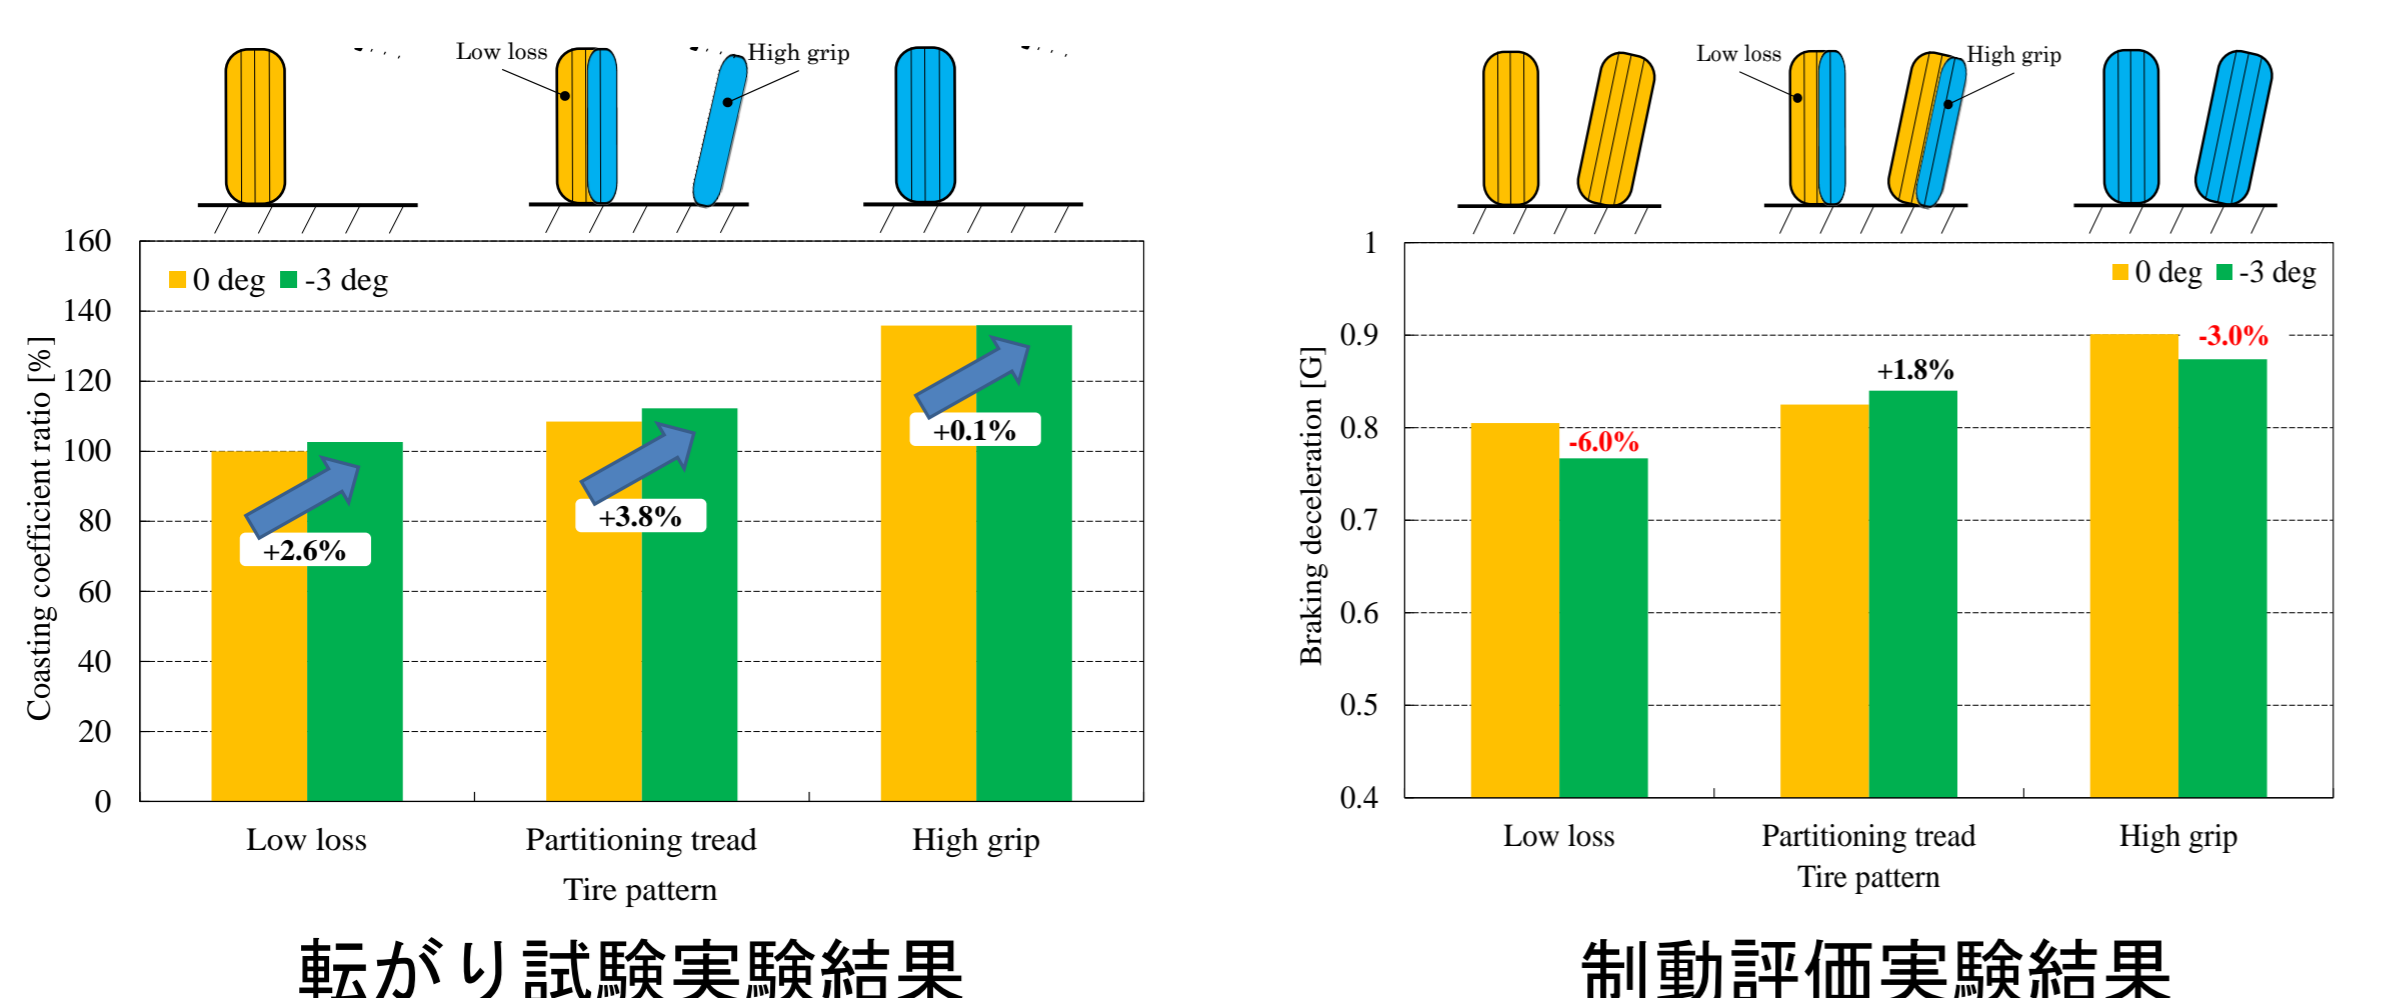 Low loss
High grip
Coasting coefficient ratio [%]
160
140
120
100
80
60
40
20
0
0 deg
-3 deg
+2.6%
+3.8%
+0.1%
Low loss
Partitioning tread
High grip
Tire pattern
転がり試験実験結果
Low loss
High grip
Braking deceleration [G]
1
0.9
0.8
0.7
0.6
0.5
0.4
0 deg
-3 deg
-6.0%
+1.8%
-3.0%
Low loss
Partitioning tread
High grip
Tire pattern
制動評価実験結果